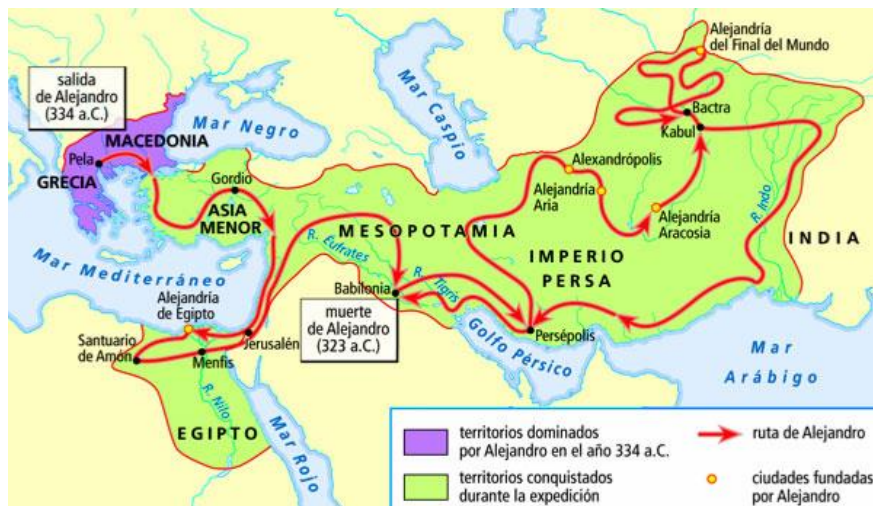 Alejandría
del Final del Mundo
salida
de Alejandro
(334 a.C.)
Mar Negro
Mar Caspio
Bactra
Kabul
MACEDONIA
Pela
GRECIA
Gordio
ASIA
MENOR
Alexandrópolis
Alejandría
Aria
Alejandría
Aracosia
R. Indo
INDIA
MESOPOTAMIA
R. Éufrates
R. Tigris
IMPERIO
PERSA
Mar Mediterráneo
Alejandría
de Egipto
Babilonia
muerte
de Alejandro
(323 a.C.)
Santuario
de Amón
Jerusalén
Menfis
Persépolis
Golfo Pérsico
Mar
Arábigo
R. Nilo
EGIPTO
Mar Rojo
territorios dominados
por Alejandro en el año 334 a.C.
ruta de Alejandro
territorios conquistados
durante la expedición
ciudades fundadas
por Alejandro